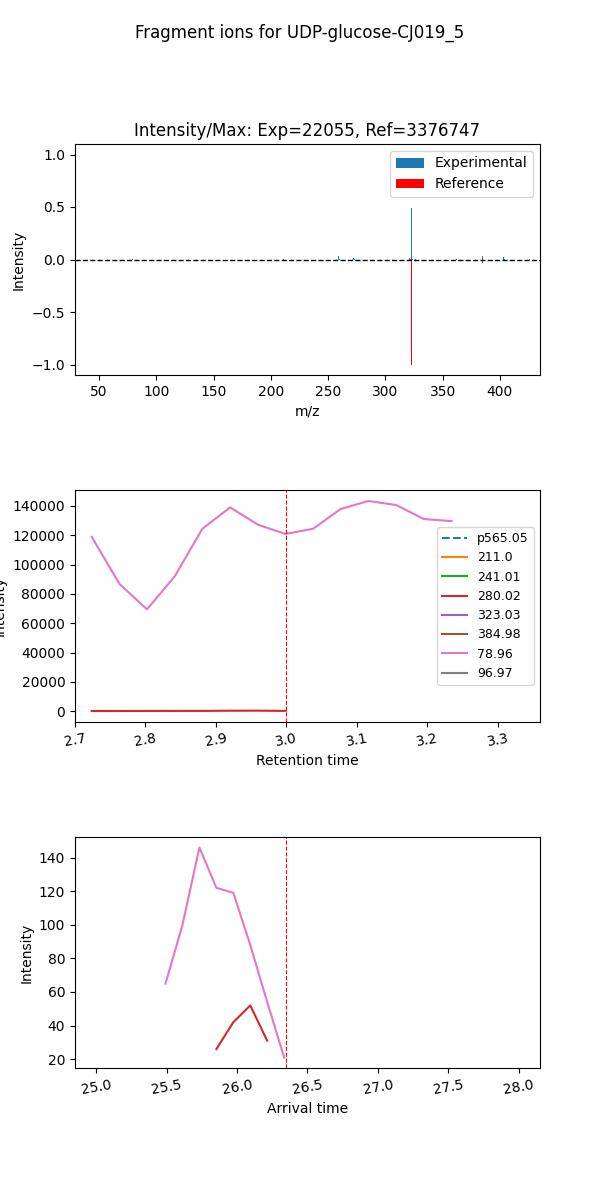 Fragment ions for UDP-glucose-CJ019_5
Intensity/Max: Exp=22055, Ref=3376747
1.0
0.5
0.0
−0.5
−1.0
Intensity
Experimental
Reference
50 100 150 200 250 300 350 400
m/z
140000
120000
100000
80000
60000
40000
20000
0
p565.05
211.0
241.01
280.02
323.03
384.98
78.96
96.97
2.7 2.8 2.9 3.0 3.1 3.2 3.3
Retention time
140
120
100
80
60
40
20
Intensity
25.0 25.5 26.0 26.5 27.0 27.5 28.0
Arrival time